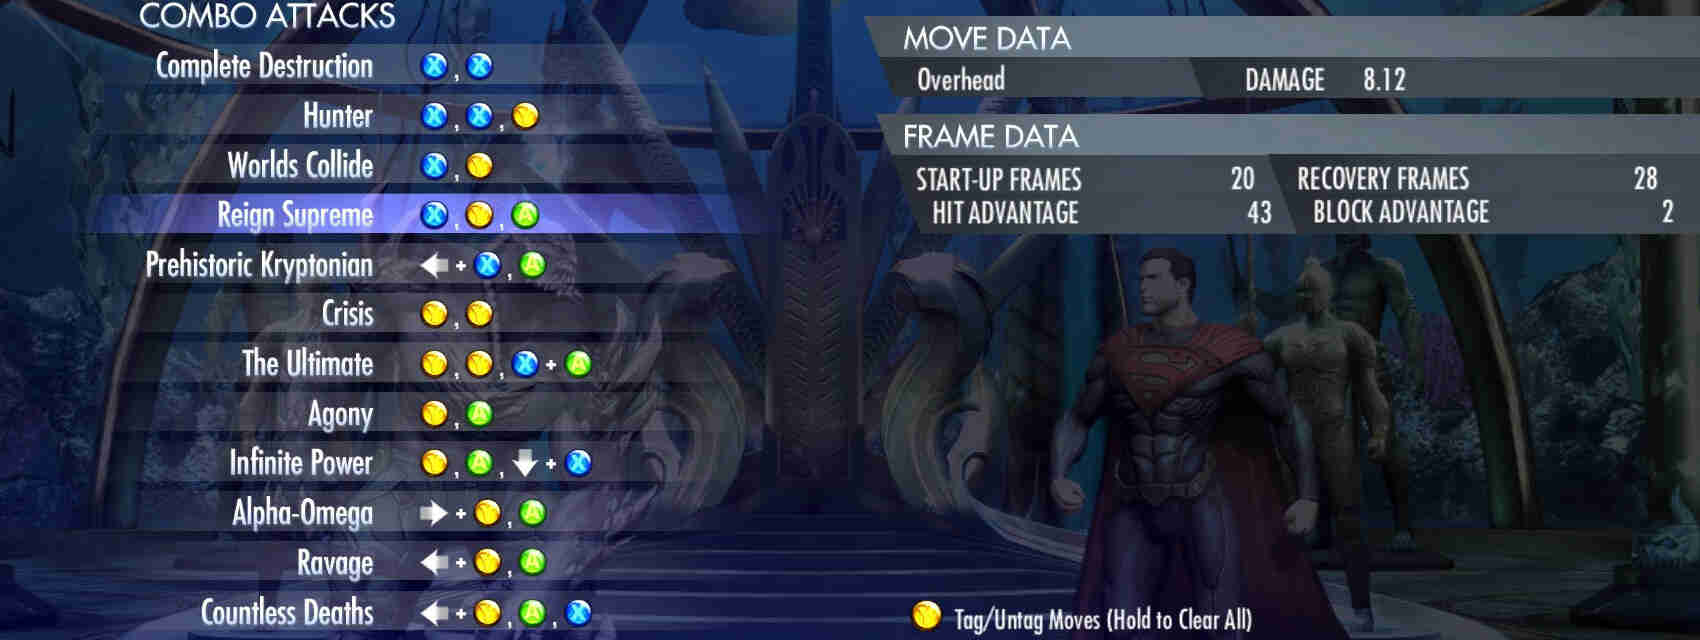 COMBO ATTACKS
Complete Destruction X , X
Hunter X , X , Y
Worlds Collide X , Y
Reign Supreme X , Y , A
Prehistoric Kryptonian + X , A
Crisis Y , Y
The Ultimate Y , Y , X + A
Agony Y , A
Infinite Power Y , A , + X
Alpha-Omega + Y , A
Ravage + Y , A
Countless Deaths + Y , A , X
MOVE DATA
Overhead DAMAGE 8.12
FRAME DATA
START-UP FRAMES 20 RECOVERY FRAMES 28
HIT ADVANTAGE 43 BLOCK ADVANTAGE 2
Y Tag/Untag Moves (Hold to Clear All)